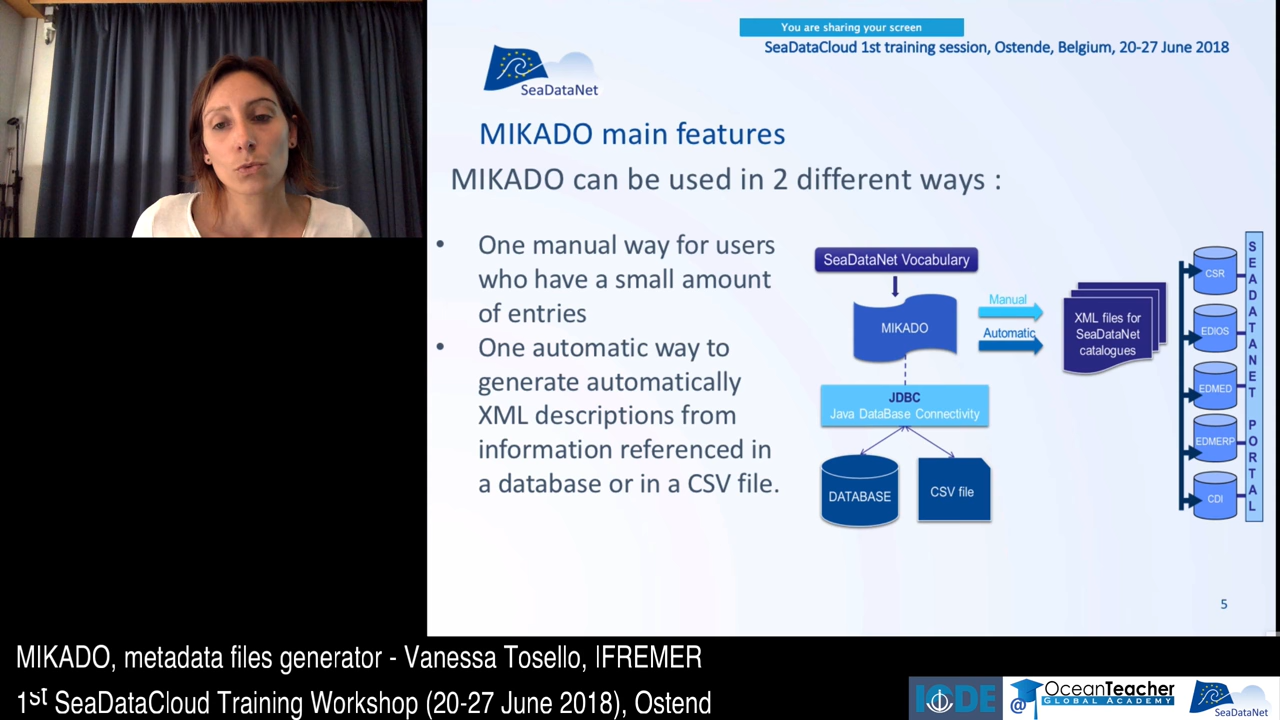 You are sharing your screen
SeaDataCloud 1st training session, Ostende, Belgium, 20-27 June 2018
SeaDataNet
MIKADO main features
MIKADO can be used in 2 different ways :
• One manual way for users
who have a small amount
of entries
• One automatic way to
generate automatically
XML descriptions from
information referenced in
a database or in a CSV file.
SeaDataNet Vocabulary
MIKADO
Manual
Automatic
JDBC
Java DataBase Connectivity
DATABASE
CSV file
XML files for
SeaDataNet
catalogues
CSR
EDIOS
EDMED
EDMERP
CDI
SEADATANET PORTAL
5
MIKADO, metadata files generator - Vanessa Tosello, IFREMER
1st SeaDataCloud Training Workshop (20-27 June 2018), Ostend
IODE
@ OceanTeacher
GLOBAL ACADEMY
SeaDataNet